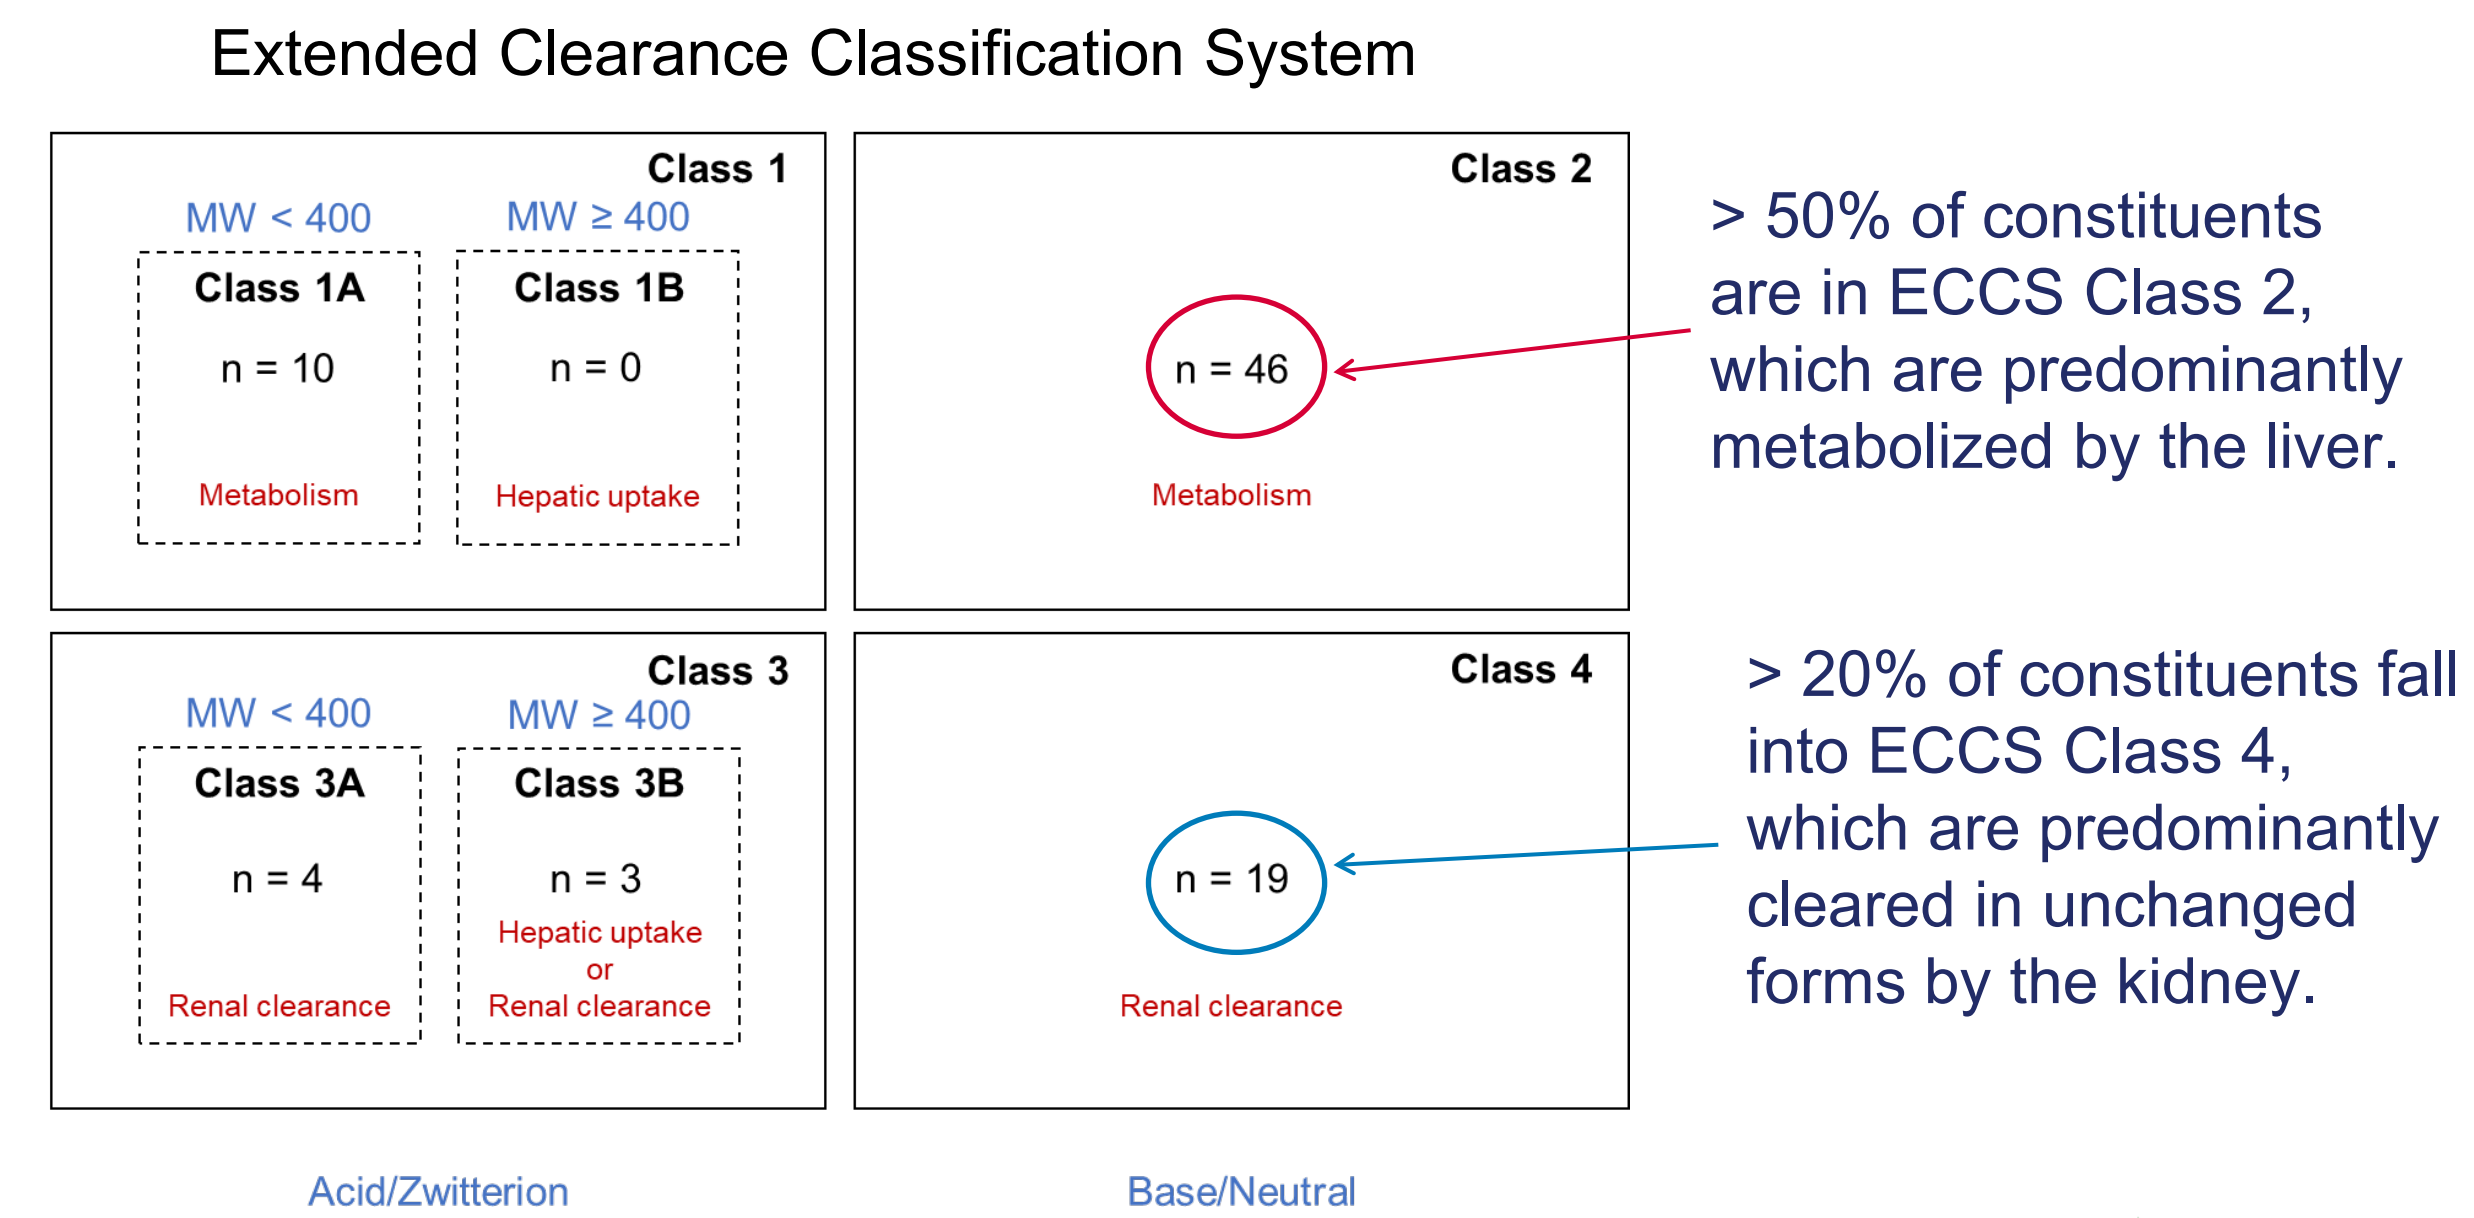 Extended Clearance Classification System
Class 1
MW < 400
MW ≥ 400
Class 1A
Class 1B
n = 10
n = 0
Metabolism
Hepatic uptake
Class 2
n = 46
Metabolism
> 50% of constituents
are in ECCS Class 2,
which are predominantly
metabolized by the liver.
Class 3
MW < 400
MW ≥ 400
Class 3A
Class 3B
n = 4
n = 3
Hepatic uptake
or
Renal clearance
Renal clearance
Class 4
n = 19
Renal clearance
> 20% of constituents fall
into ECCS Class 4,
which are predominantly
cleared in unchanged
forms by the kidney.
Acid/Zwitterion
Base/Neutral